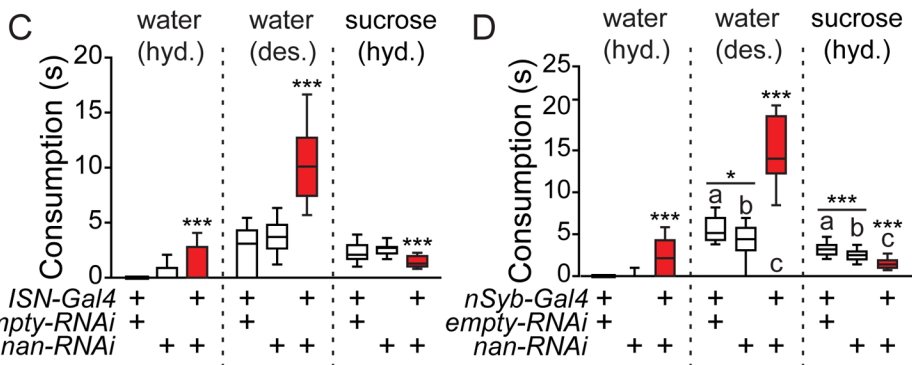 C
water (hyd.) water (des.) sucrose (hyd.)
Consumption (s)
20
15
10
5
0
*** *** ***
ISN-Gal4 + + + + + +
mpty-RNAi + + +
nan-RNAi + + + + + +
D
water (hyd.) water (des.) sucrose (hyd.)
Consumption (s)
25
20
15
10
5
0
*** * *** *** ***
a b c a b c
nSyb-Gal4 + + + + + +
empty-RNAi + + +
nan-RNAi + + + + + +